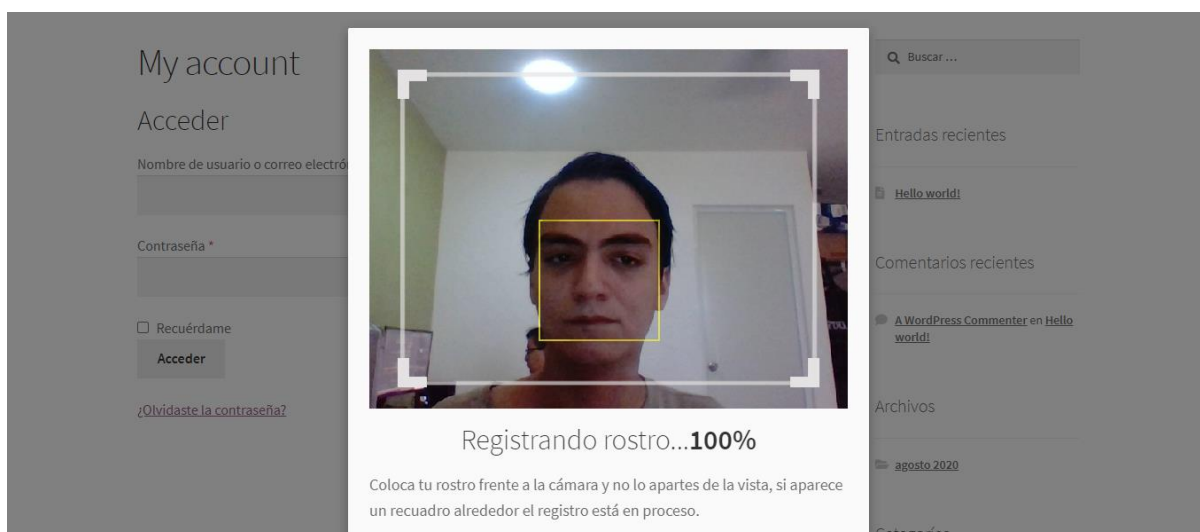 My account
Acceder
Nombre de usuario o correo electró
Contraseña *
Recuérdame
Acceder
¿Olvidaste la contraseña?
Registrando rostro...100%
Coloca tu rostro frente a la cámara y no lo apartes de la vista, si aparece
un recuadro alrededor el registro está en proceso.
Buscar ...
Entradas recientes
Hello world!
Comentarios recientes
A WordPress Commenter en Hello
world!
Archivos
agosto 2020